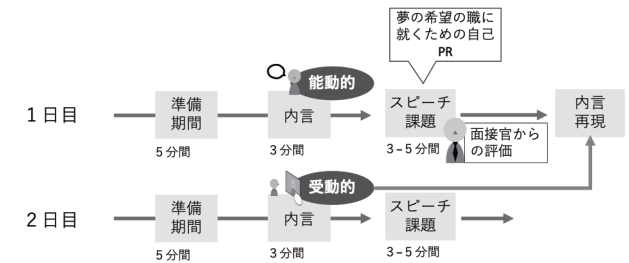 夢の希望の職に
就くための自己
PR
能動的
1日目
準備
期間
内言
スピーチ
課題
内言
再現
面接官から
の評価
5分間
3分間
3–5分間
受動的
2日目
準備
期間
内言
スピーチ
課題
5分間
3分間
3–5分間